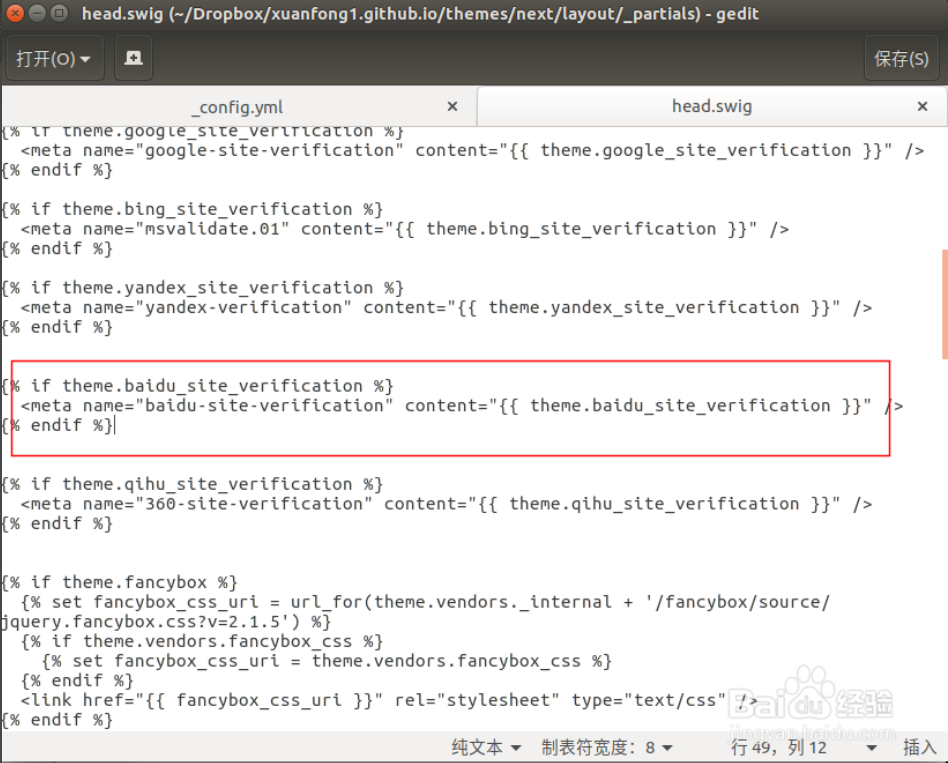 head.swig (~/Dropbox/xuanfong1.github.io/themes/next/layout/_partials) - gedit
打开(O)
保存(S)
_config.yml ×
head.swig ×
{% if theme.google_site_verification %}
  <meta name="google-site-verification" content="{{ theme.google_site_verification }}" />
{% endif %}
{% if theme.bing_site_verification %}
  <meta name="msvalidate.01" content="{{ theme.bing_site_verification }}" />
{% endif %}
{% if theme.yandex_site_verification %}
  <meta name="yandex-verification" content="{{ theme.yandex_site_verification }}" />
{% endif %}
{% if theme.baidu_site_verification %}
  <meta name="baidu-site-verification" content="{{ theme.baidu_site_verification }}" />
{% endif %}
{% if theme.qihu_site_verification %}
  <meta name="360-site-verification" content="{{ theme.qihu_site_verification }}" />
{% endif %}
{% if theme.fancybox %}
  {% set fancybox_css_uri = url_for(theme.vendors._internal + '/fancybox/source/
jquery.fancybox.css?v=2.1.5') %}
  {% if theme.vendors.fancybox_css %}
    {% set fancybox_css_uri = theme.vendors.fancybox_css %}
  {% endif %}
  <link href="{{ fancybox_css_uri }}" rel="stylesheet" type="text/css" />
{% endif %}
Baidu 经验
jingyan.baidu.com
纯文本 制表符宽度：8 行 49，列 12 插入